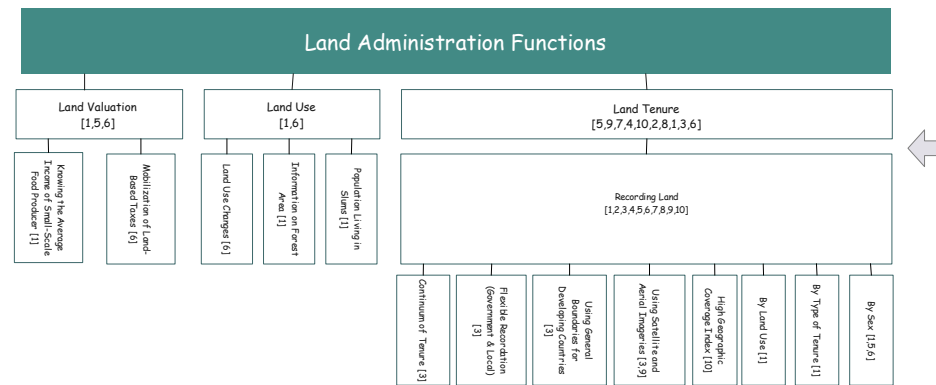 Land Administration Functions
Land Valuation
[1,5,6]
Land Use
[1,6]
Land Tenure
[5,9,7,4,10,2,8,1,3,6]
Knowing the Average
Income of Small-Scale
Food Producer [1]
Mobilization of Land-
Based Taxes [6]
Land Use Changes [6]
Information on Forest
Area [1]
Population Living in
Slums [1]
Recording Land
[1,2,3,4,5,6,7,8,9,10]
Continuum of Tenure [3]
Flexible Recordation
(Government & Local)
[3]
Using General
Boundaries for
Developing Countries
[3]
Using Satellite and
Aerial Imageries [3,9]
High Geographic
Coverage Index [10]
By Land Use [1]
By Type of Tenure [1]
By Sex [1,5,6]